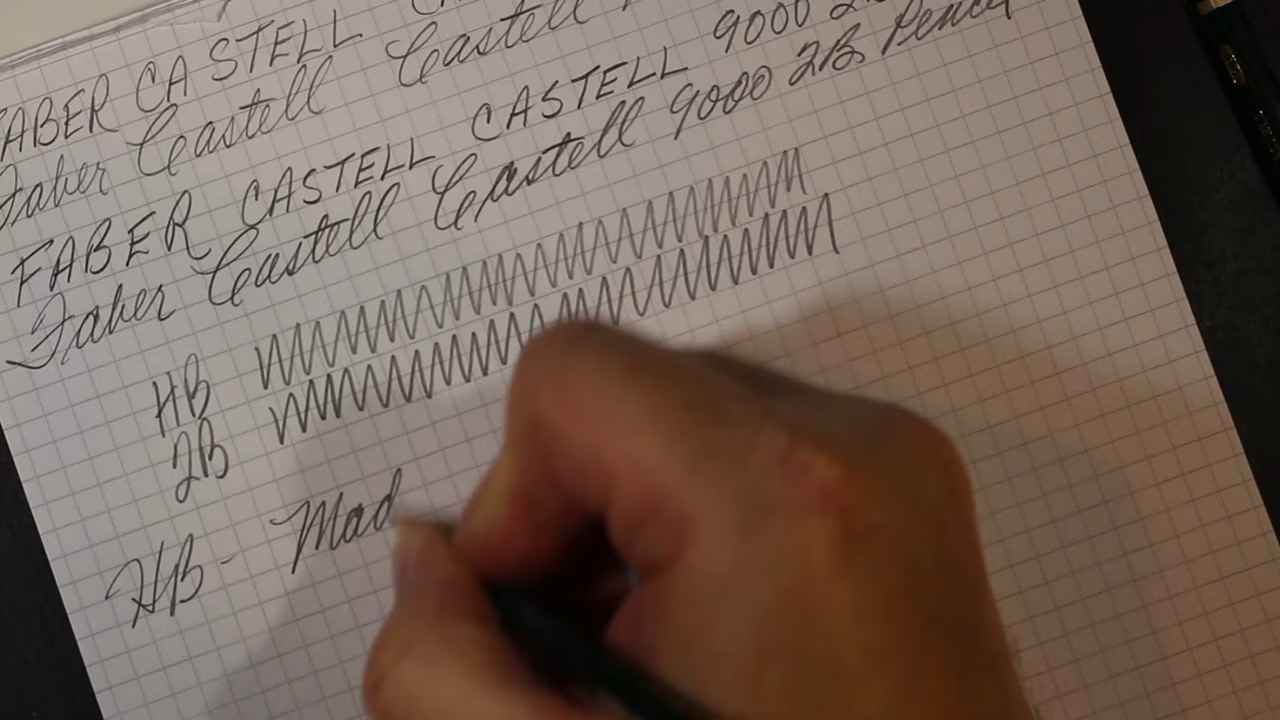 FABER CASTELL
Faber Castell Castell
FABER CASTELL CASTELL 9000
Faber Castell Castell 9000 2B Pencil
HB
2B
HB - Mad